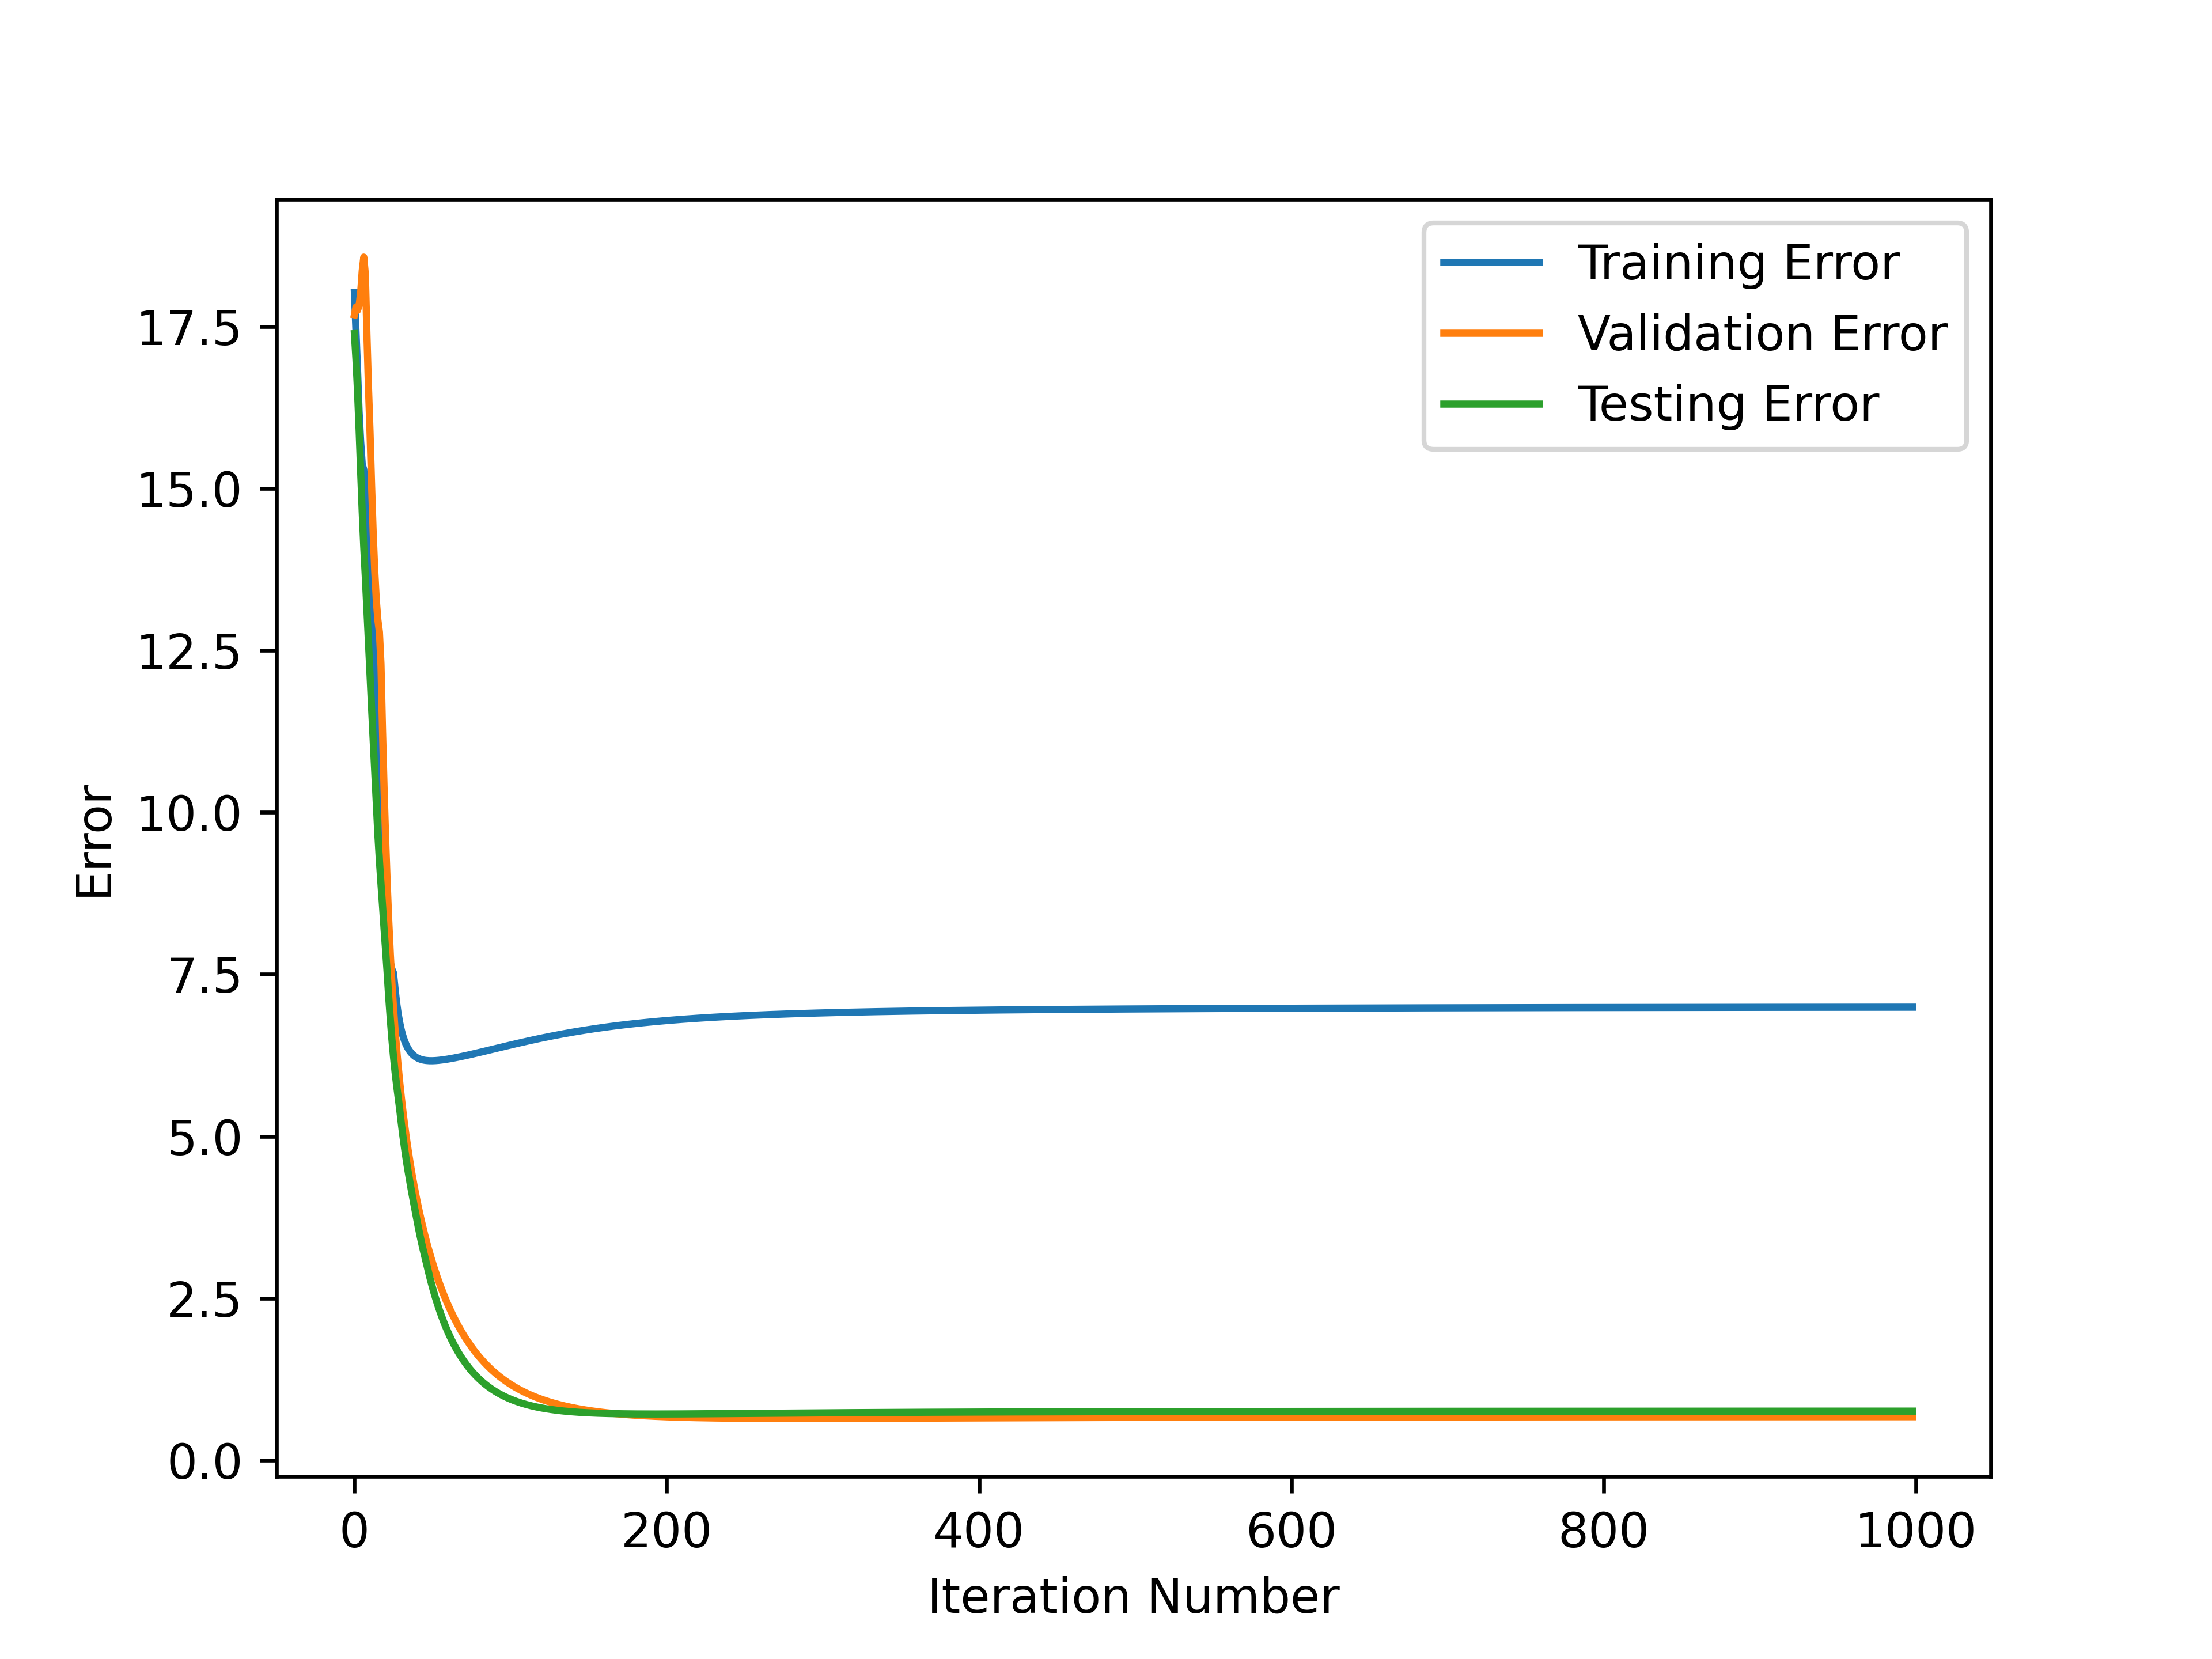 Training Error
Validation Error
Testing Error
17.5
15.0
12.5
10.0
7.5
5.0
2.5
0.0
Error
0 200 400 600 800 1000
Iteration Number